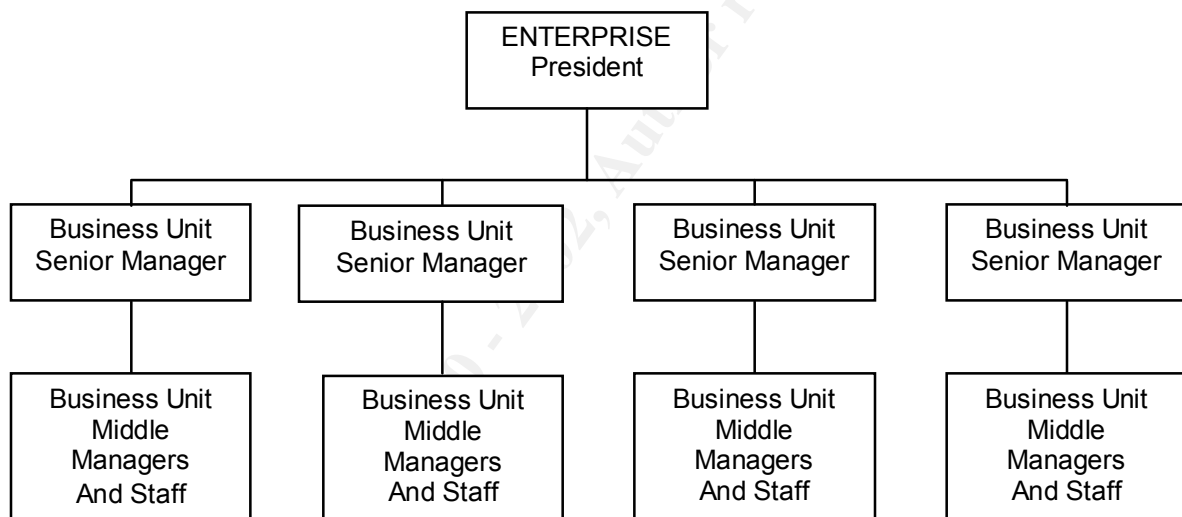 ENTERPRISE
President
Business Unit
Senior Manager
Business Unit
Senior Manager
Business Unit
Senior Manager
Business Unit
Senior Manager
Business Unit
Middle
Managers
And Staff
Business Unit
Middle
Managers
And Staff
Business Unit
Middle
Managers
And Staff
Business Unit
Middle
Managers
And Staff